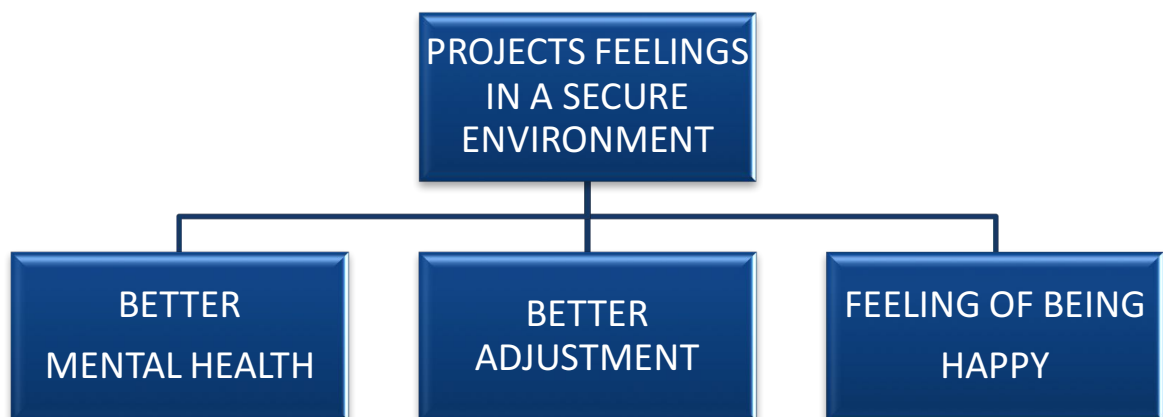 PROJECTS FEELINGS
IN A SECURE
ENVIRONMENT
BETTER
MENTAL HEALTH
BETTER
ADJUSTMENT
FEELING OF BEING
HAPPY